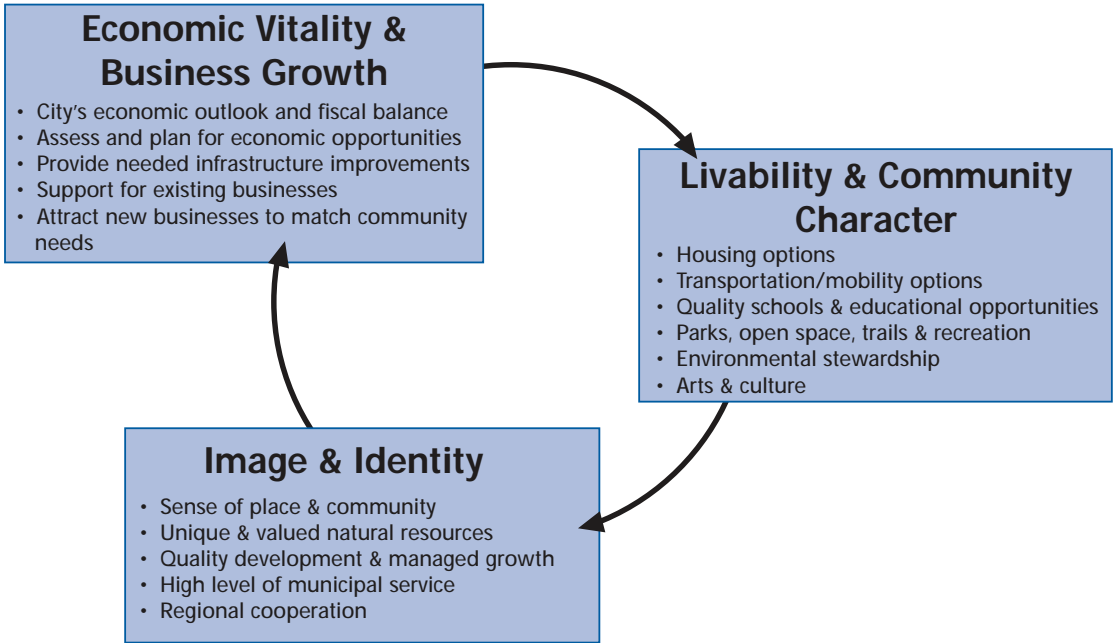 Economic Vitality &
Business Growth
• City's economic outlook and fiscal balance
• Assess and plan for economic opportunities
• Provide needed infrastructure improvements
• Support for existing businesses
• Attract new businesses to match community
needs
Livability & Community
Character
• Housing options
• Transportation/mobility options
• Quality schools & educational opportunities
• Parks, open space, trails & recreation
• Environmental stewardship
• Arts & culture
Image & Identity
• Sense of place & community
• Unique & valued natural resources
• Quality development & managed growth
• High level of municipal service
• Regional cooperation